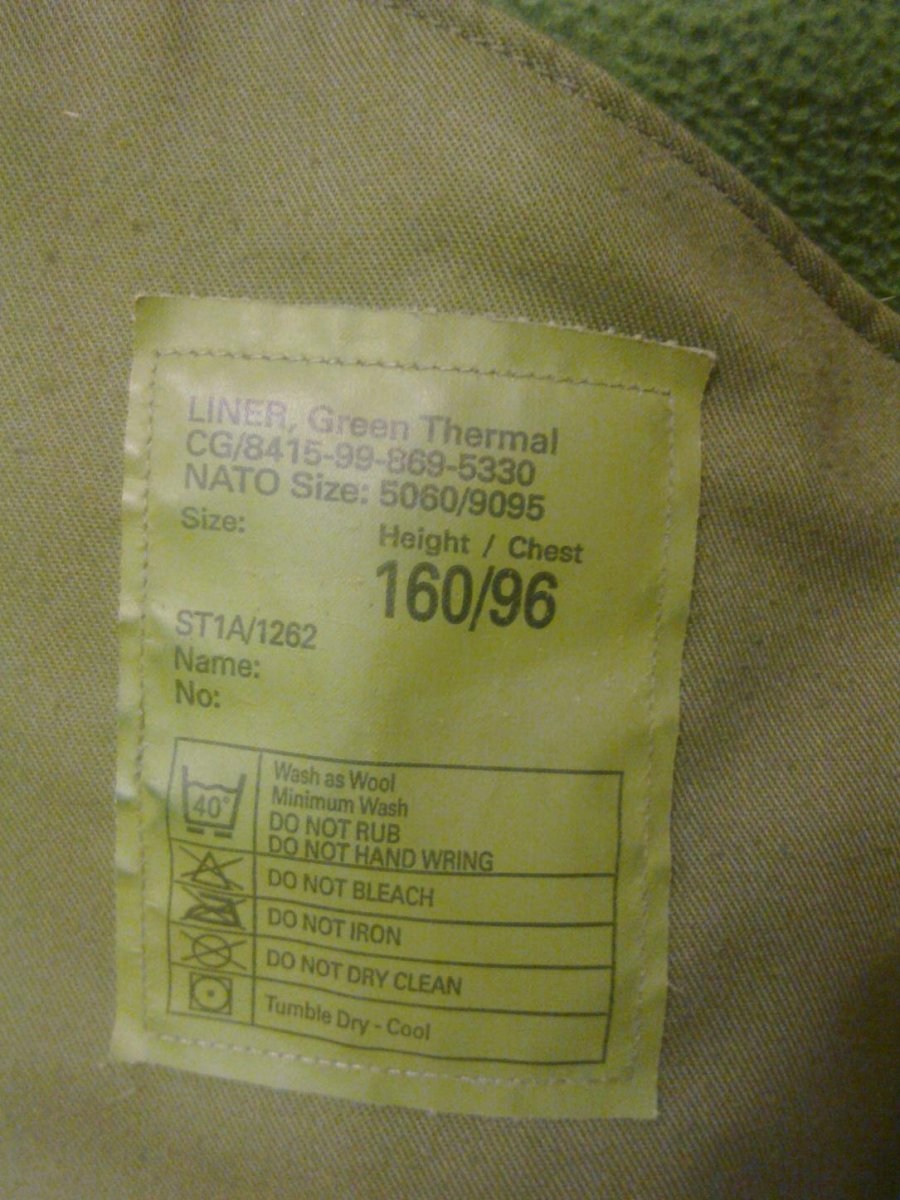 LINER, Green Thermal
CG/8415-99-869-5330
NATO Size: 5060/9095
Size: Height / Chest
160/96
ST1A/1262
Name:
No:
40°
Wash as Wool
Minimum Wash
DO NOT RUB
DO NOT HAND WRING
DO NOT BLEACH
DO NOT IRON
DO NOT DRY CLEAN
Tumble Dry - Cool